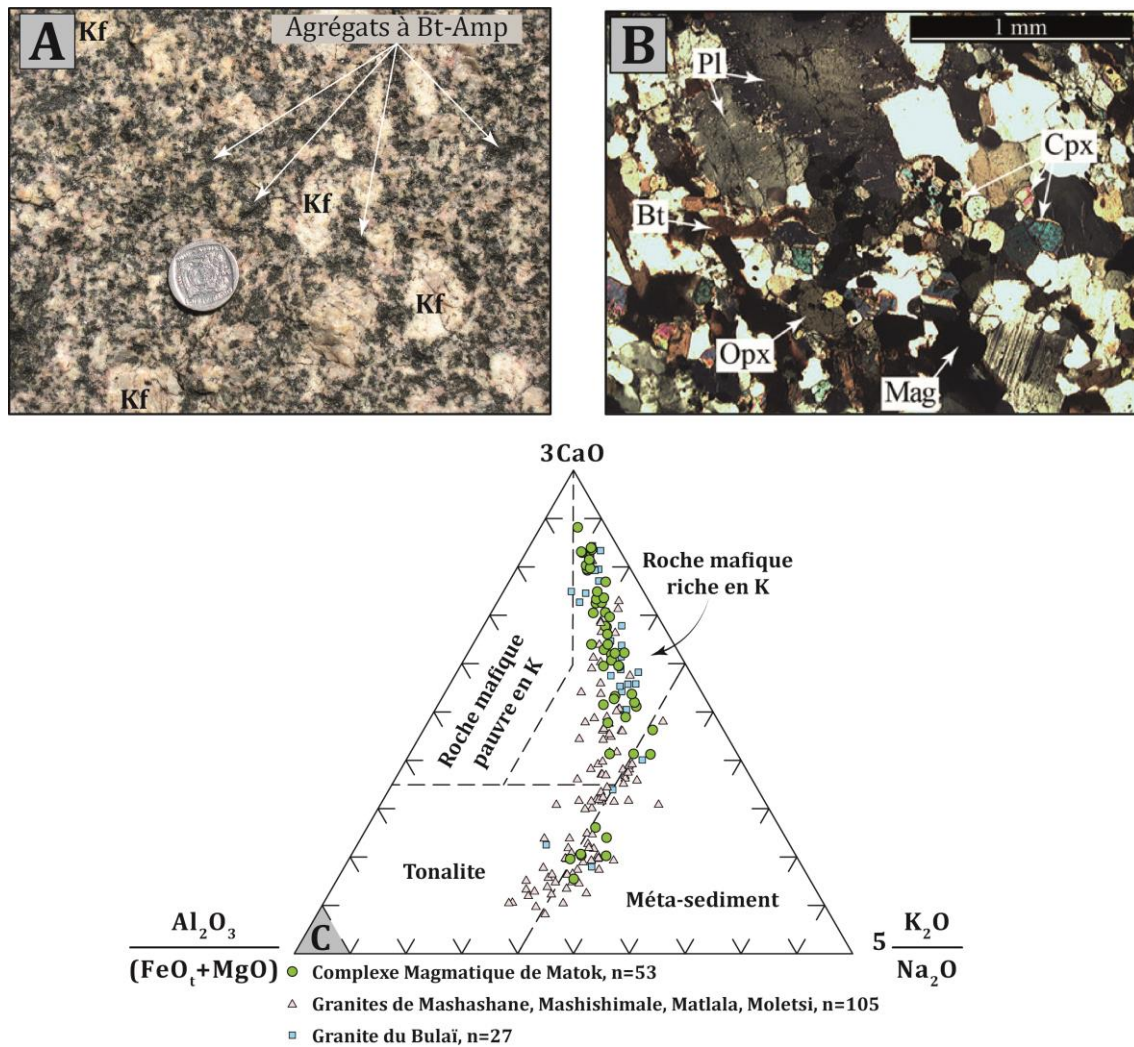 A
Kf
Agrégats à Bt-Amp
Kf
Kf
Kf
B
1 mm
Pl
Cpx
Bt
Opx
Mag
3CaO
Roche mafique
riche en K
Roche mafique
pauvre en K
Tonalite
Méta-sediment
C
Al₂O₃
(FeOₜ+MgO)
5 K₂O
Na₂O
Complexe Magmatique de Matok, n=53
Granites de Mashashane, Mashishimale, Matlala, Moletsi, n=105
Granite du Bulaï, n=27